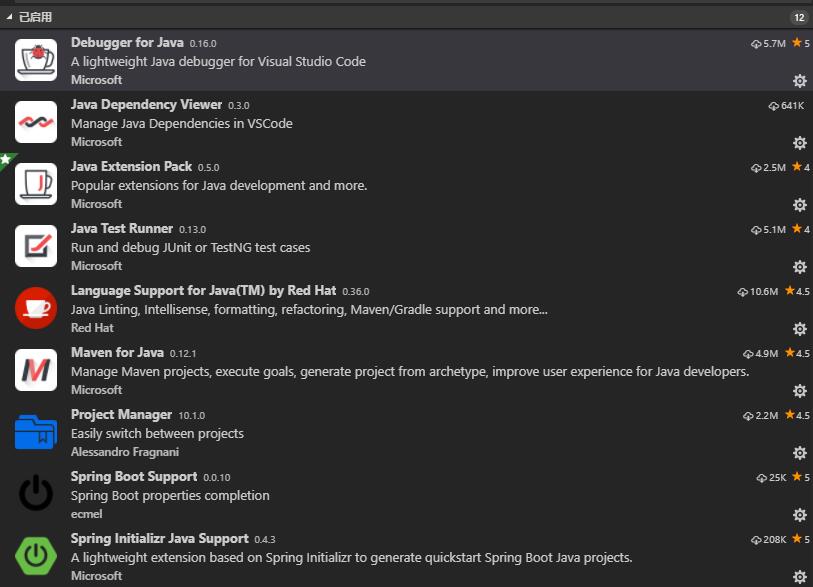 已启用 12
Debugger for Java 0.16.0 5.7M 5
A lightweight Java debugger for Visual Studio Code
Microsoft
Java Dependency Viewer 0.3.0 641K
Manage Java Dependencies in VSCode
Microsoft
Java Extension Pack 0.5.0 2.5M 4
Popular extensions for Java development and more.
Microsoft
Java Test Runner 0.13.0 5.1M 4
Run and debug JUnit or TestNG test cases
Microsoft
Language Support for Java(TM) by Red Hat 0.36.0 10.6M 4.5
Java Linting, Intellisense, formatting, refactoring, Maven/Gradle support and more...
Red Hat
Maven for Java 0.12.1 4.9M 4.5
Manage Maven projects, execute goals, generate project from archetype, improve user experience for Java developers.
Microsoft
Project Manager 10.1.0 2.2M 4.5
Easily switch between projects
Alessandro Fragnani
Spring Boot Support 0.0.10 25K 5
Spring Boot properties completion
ecmel
Spring Initializr Java Support 0.4.3 208K 5
A lightweight extension based on Spring Initializr to generate quickstart Spring Boot Java projects.
Microsoft